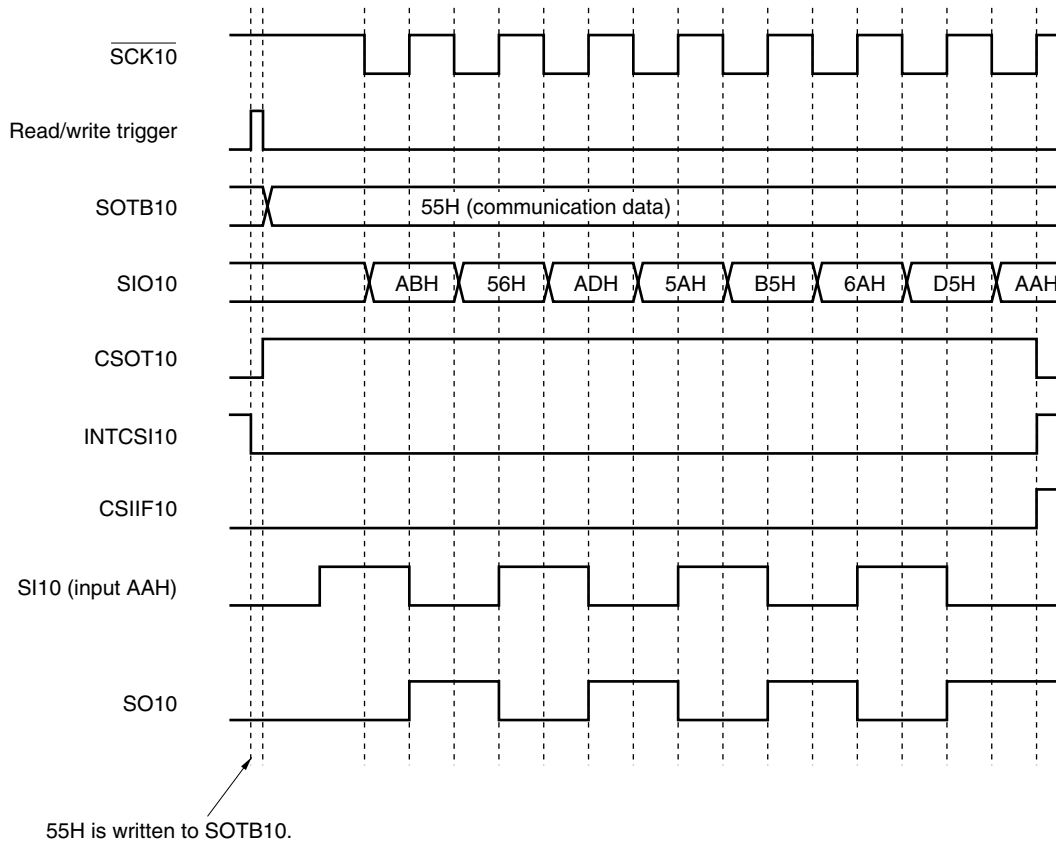 SCK10
Read/write trigger
SOTB10
55H (communication data)
SIO10
ABH 56H ADH 5AH B5H 6AH D5H AAH
CSOT10
INTCSI10
CSIIF10
SI10 (input AAH)
SO10
55H is written to SOTB10.